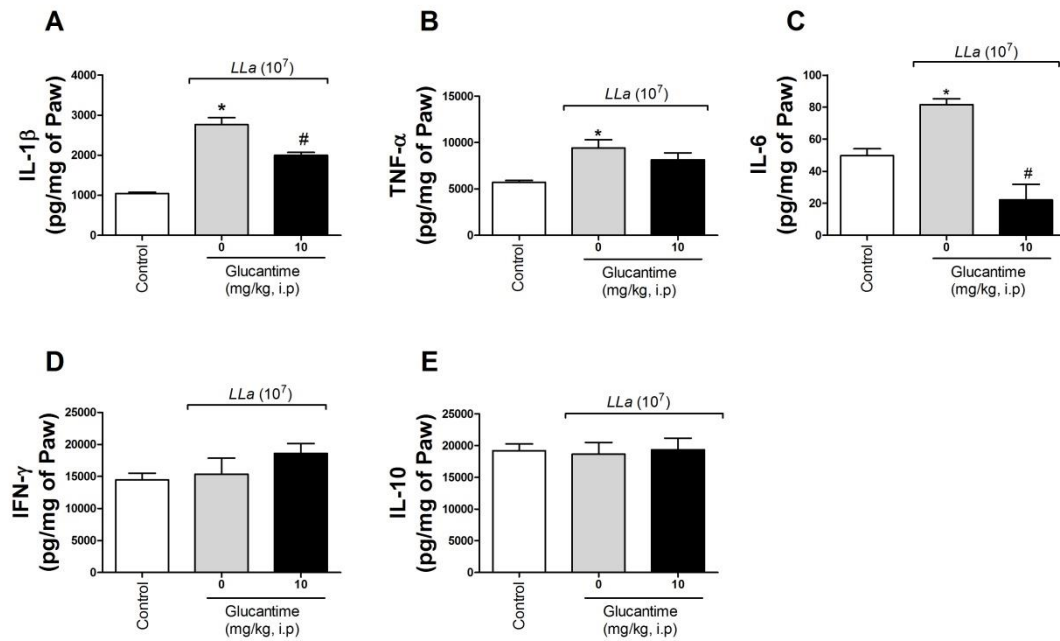 A
LLa (10⁷)
IL-1β
(pg/mg of Paw)
4000
3000
2000
1000
0
*
#
Control
0
10
Glucantime
(mg/kg, i.p)
B
LLa (10⁷)
TNF-α
(pg/mg of Paw)
15000
10000
5000
0
*
Control
0
10
Glucantime
(mg/kg, i.p)
C
LLa (10⁷)
IL-6
(pg/mg of Paw)
100
80
60
40
20
0
*
#
Control
0
10
Glucantime
(mg/kg, i.p)
D
LLa (10⁷)
IFN-γ
(pg/mg of Paw)
25000
20000
15000
10000
5000
0
Control
0
10
Glucantime
(mg/kg, i.p)
E
LLa (10⁷)
IL-10
(pg/mg of Paw)
25000
20000
15000
10000
5000
0
Control
0
10
Glucantime
(mg/kg, i.p)